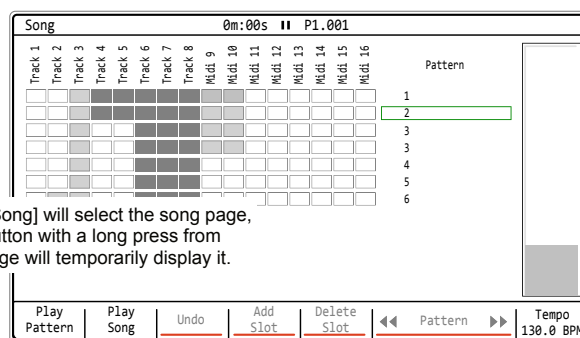 Song 0m:00s P1.001
Track 1 Track 2 Track 3 Track 4 Track 5 Track 6 Track 7 Track 8 Midi 9 Midi 10 Midi 11 Midi 12 Midi 13 Midi 14 Midi 15 Midi 16
Pattern
1
2
3
3
4
5
6
Song] will select the song page,
with a long press from
will temporarily display it.
Play Pattern
Play Song
Undo
Add Slot
Delete Slot
Pattern
Tempo 130.0 BPM